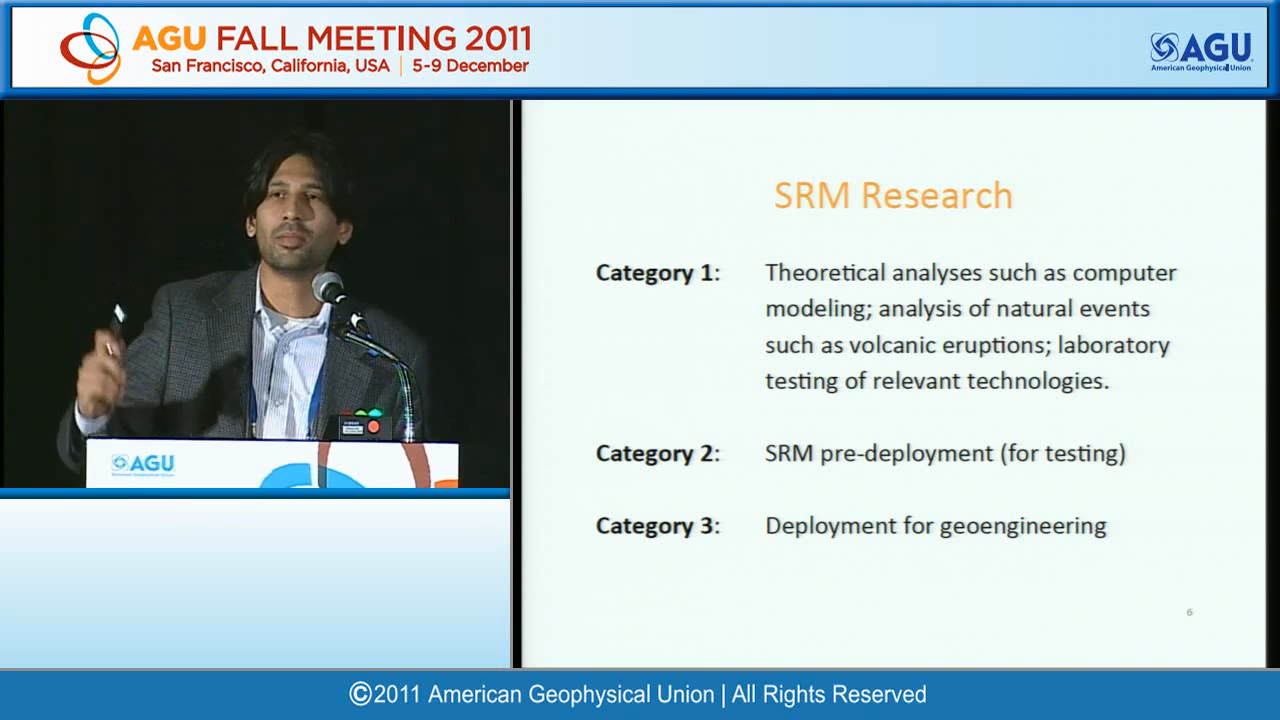 AGU FALL MEETING 2011
San Francisco, California, USA | 5-9 December
AGU
American Geophysical Union
SRM Research
Category 1: Theoretical analyses such as computer
modeling; analysis of natural events
such as volcanic eruptions; laboratory
testing of relevant technologies.
Category 2: SRM pre-deployment (for testing)
Category 3: Deployment for geoengineering
6
AGU
©2011 American Geophysical Union | All Rights Reserved